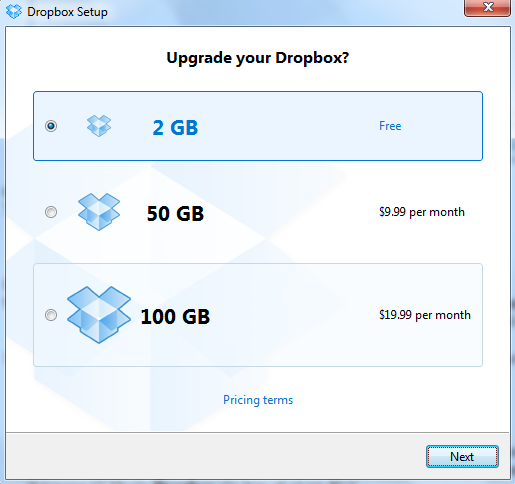 Dropbox Setup
Upgrade your Dropbox?
2 GB Free
50 GB $9.99 per month
100 GB $19.99 per month
Pricing terms
Next